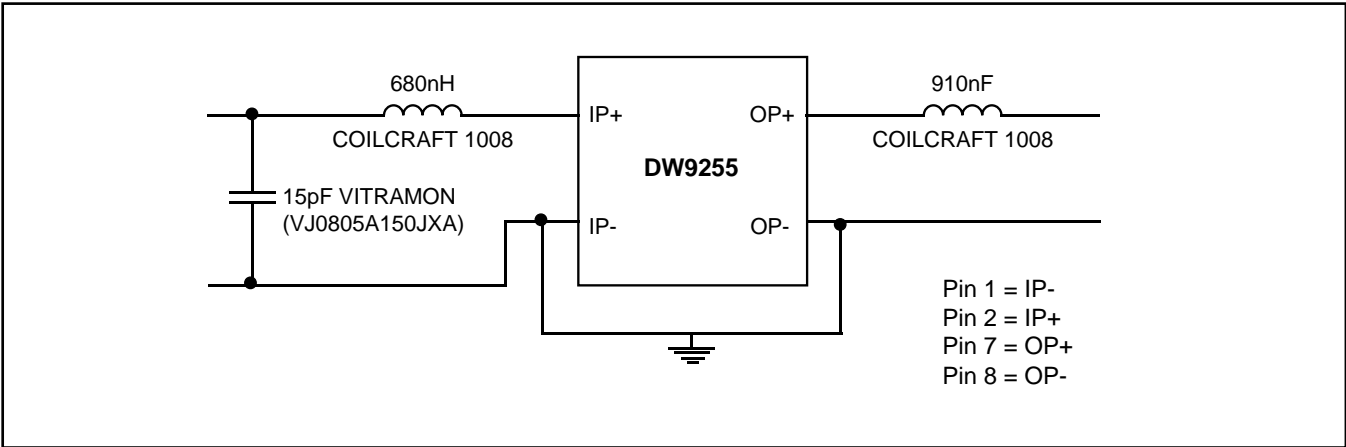 680nH
COILCRAFT 1008
15pF VITRAMON
(VJ0805A150JXA)
IP+
IP-
DW9255
OP+
OP-
910nF
COILCRAFT 1008
Pin 1 = IP-
Pin 2 = IP+
Pin 7 = OP+
Pin 8 = OP-